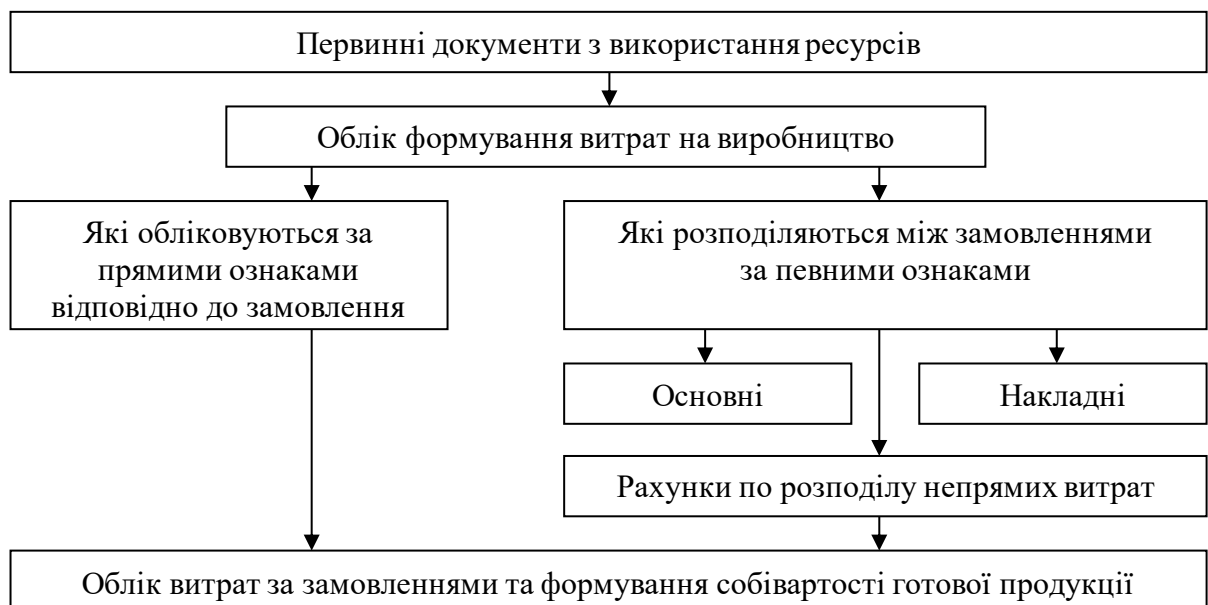 Первинні документи з використання ресурсів
Облік формування витрат на виробництво
Які обліковуються за
прямими ознаками
відповідно до замовлення
Які розподіляються між замовленнями
за певними ознаками
Основні
Накладні
Рахунки по розподілу непрямих витрат
Облік витрат за замовленнями та формування собівартості готової продукції